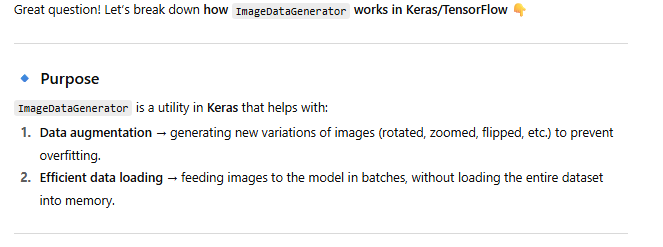 Great question! Let's break down how ImageDataGenerator works in Keras/TensorFlow 👇
🔹 Purpose
ImageDataGenerator is a utility in Keras that helps with:
1. Data augmentation → generating new variations of images (rotated, zoomed, flipped, etc.) to prevent
overfitting.
2. Efficient data loading → feeding images to the model in batches, without loading the entire dataset
into memory.